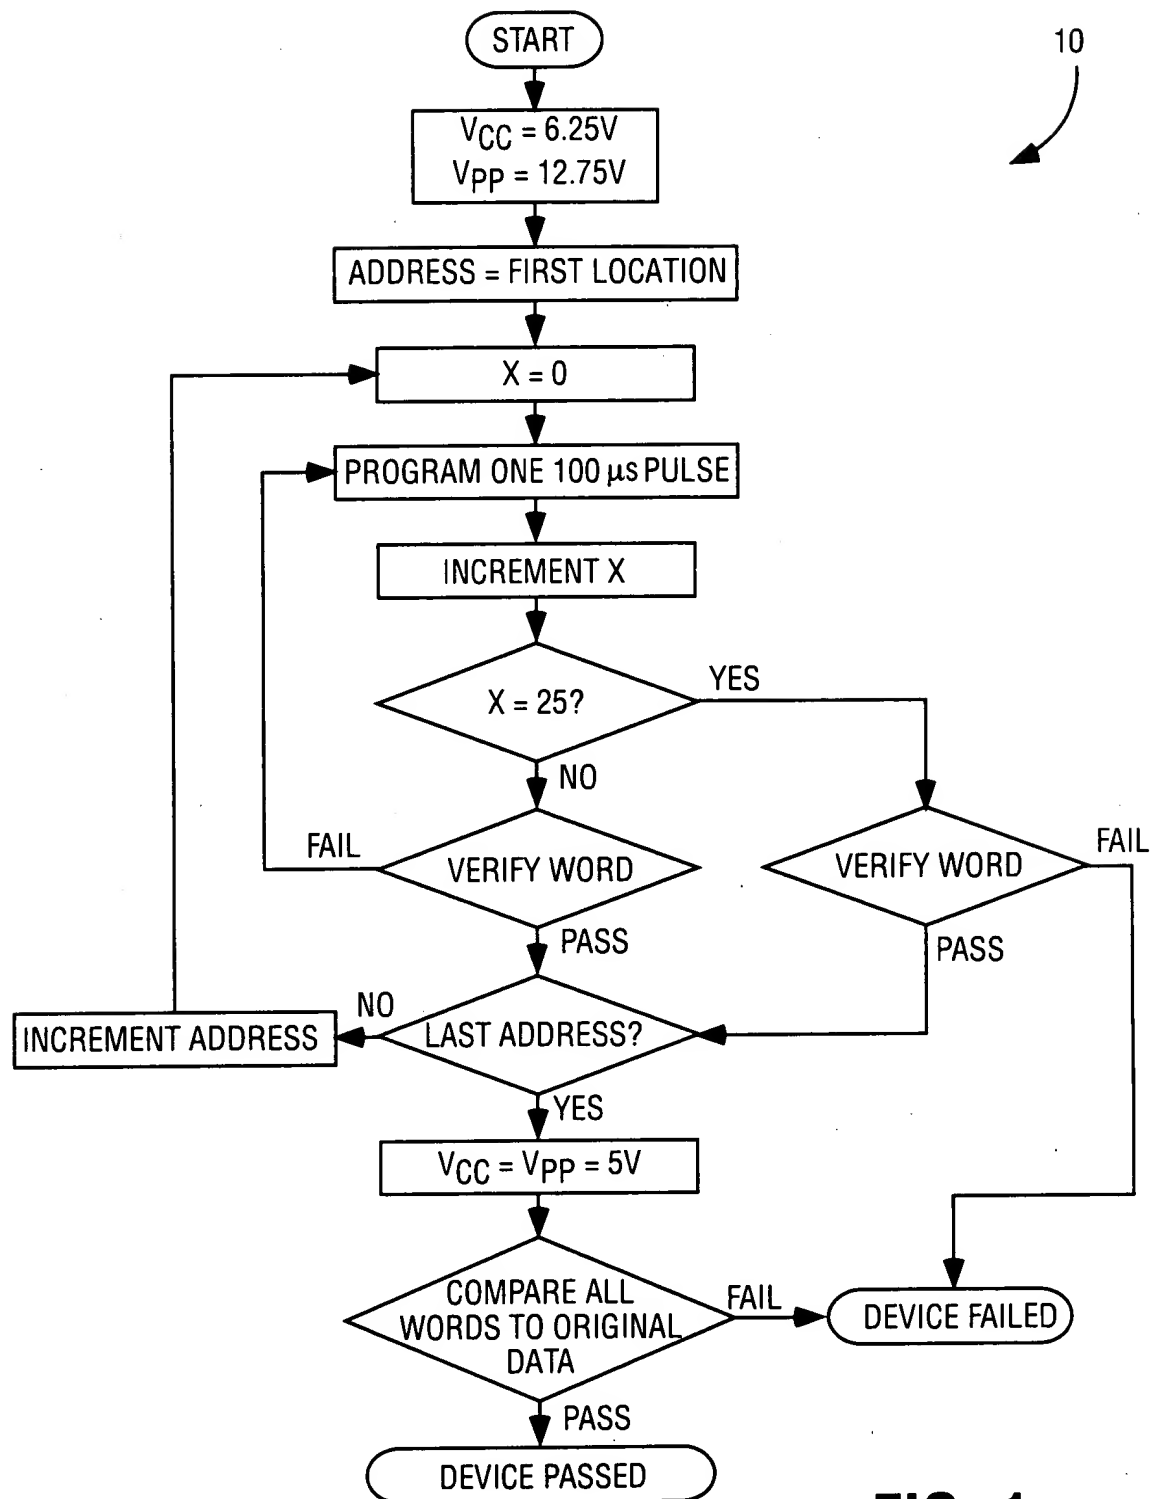 START
10
VCC = 6.25V
VPP = 12.75V
ADDRESS = FIRST LOCATION
X = 0
PROGRAM ONE 100 µs PULSE
INCREMENT X
X = 25?
YES
NO
FAIL
VERIFY WORD
VERIFY WORD
FAIL
PASS
PASS
NO
INCREMENT ADDRESS
LAST ADDRESS?
YES
VCC = VPP = 5V
COMPARE ALL
WORDS TO ORIGINAL
DATA
FAIL
DEVICE FAILED
PASS
DEVICE PASSED